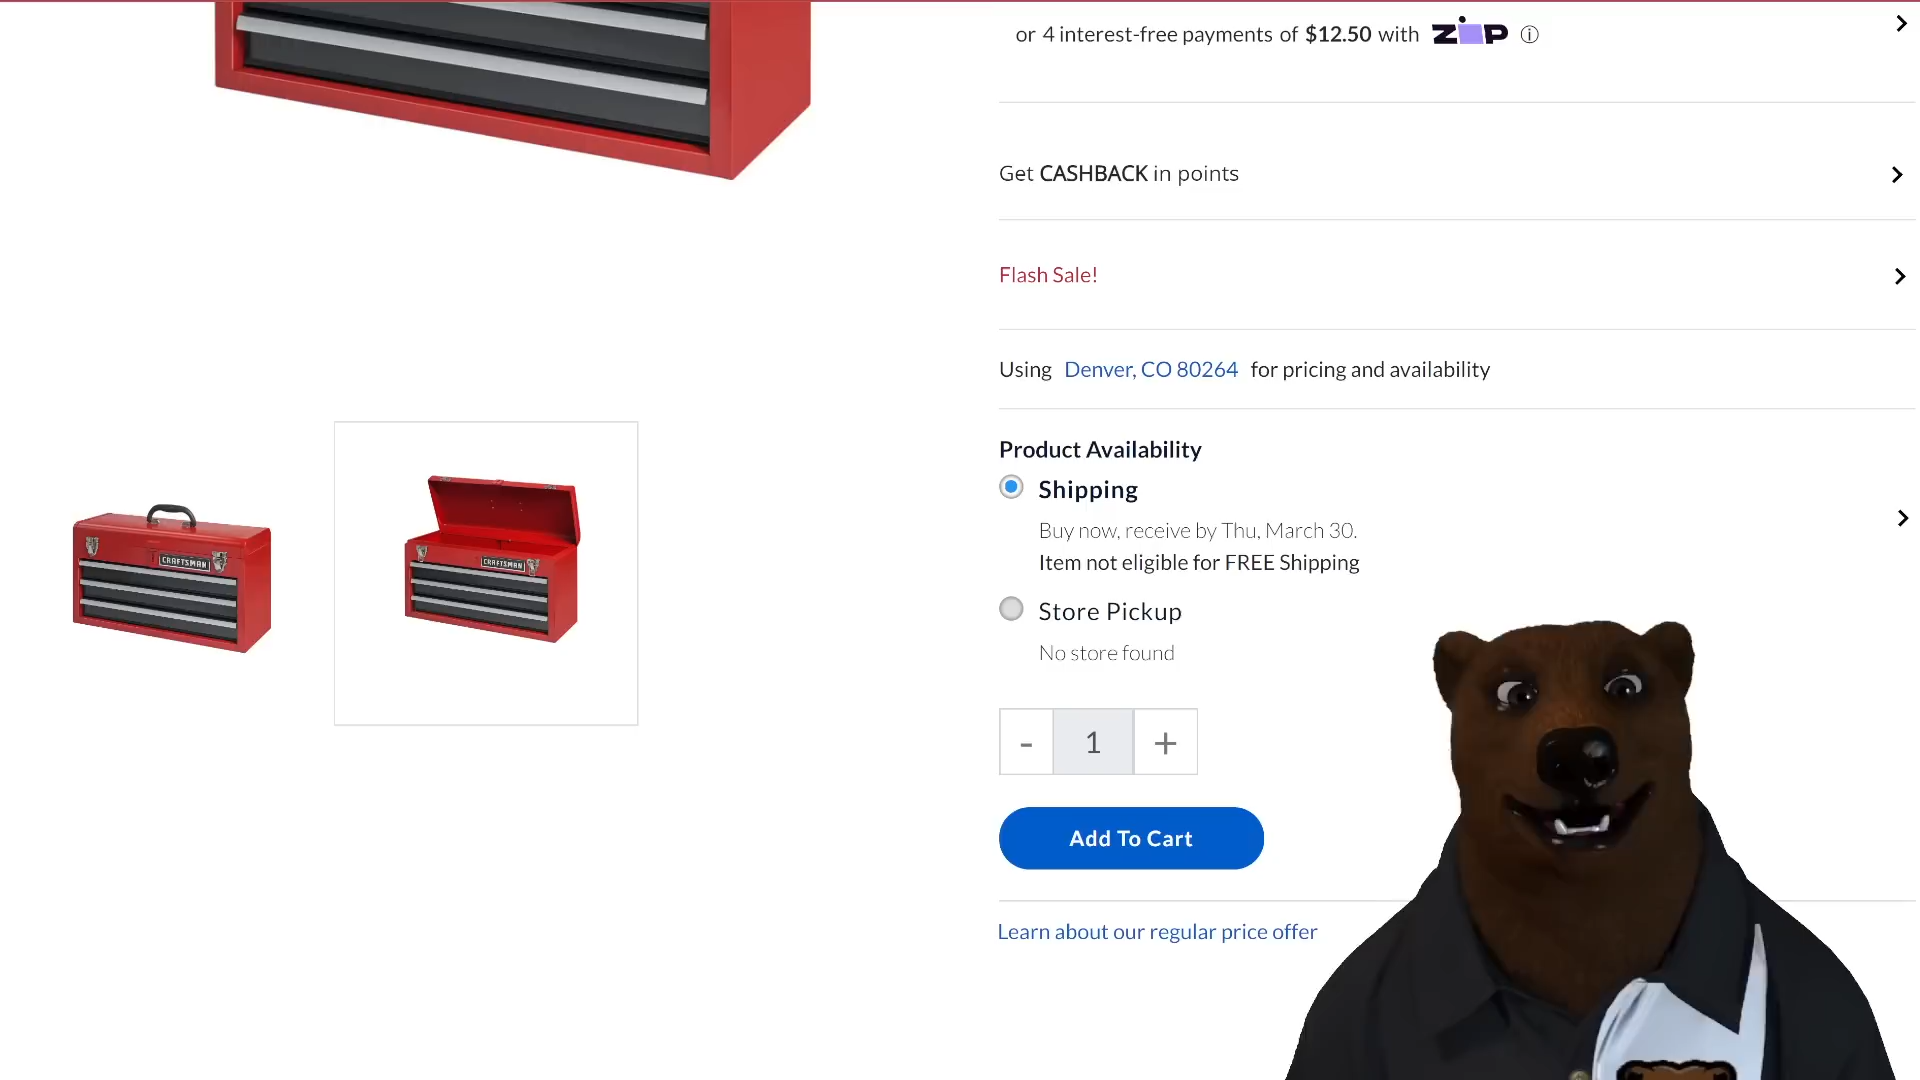 or 4 interest-free payments of $12.50 with ZIP
Get CASHBACK in points
Flash Sale!
Using Denver, CO 80264 for pricing and availability
Product Availability
Shipping
Buy now, receive by Thu, March 30.
Item not eligible for FREE Shipping
Store Pickup
No store found
- 1 +
Add To Cart
Learn about our regular price offer
CRAFTSMAN
CRAFTSMAN